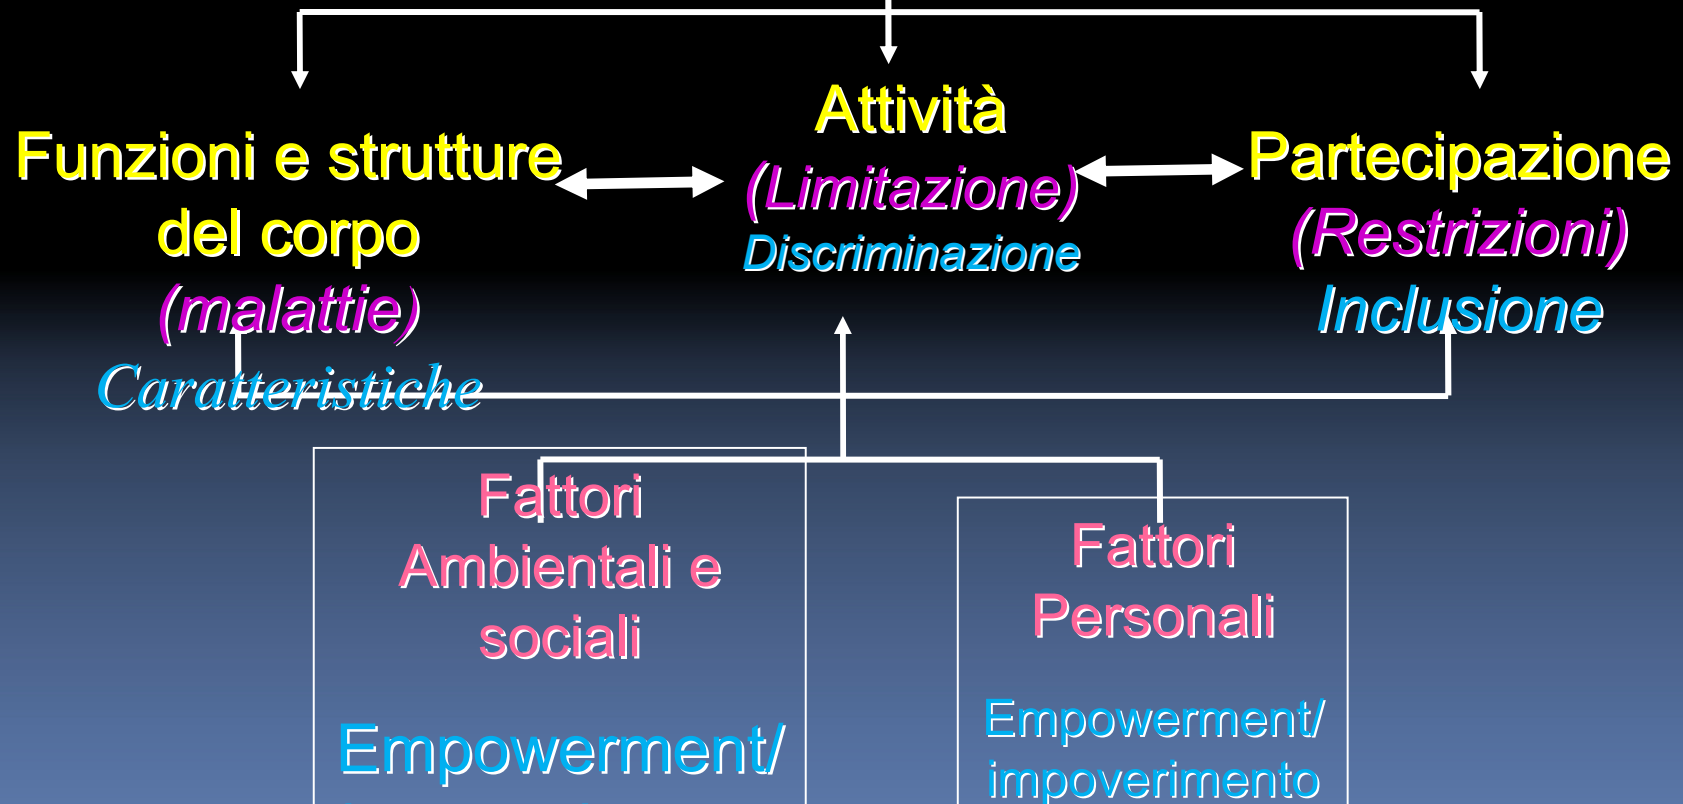 Funzioni e strutture
del corpo
(malattie)
Caratteristiche
Attività
(Limitazione)
Discriminazione
Partecipazione
(Restrizioni)
Inclusione
Fattori
Ambientali e
sociali
Empowerment/
Fattori
Personali
Empowerment/
impoverimento